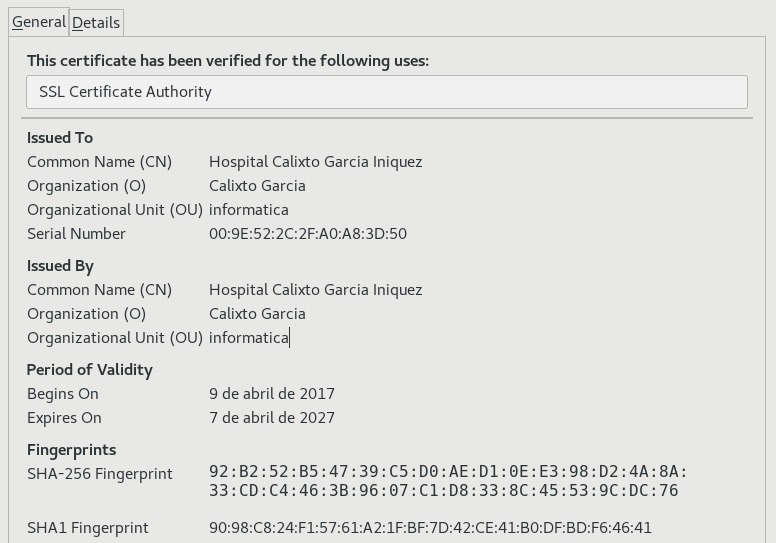 General Details
This certificate has been verified for the following uses:
SSL Certificate Authority
Issued To
Common Name (CN) Hospital Calixto Garcia Iniquez
Organization (O) Calixto Garcia
Organizational Unit (OU) informatica
Serial Number 00:9E:52:2C:2F:A0:A8:3D:50
Issued By
Common Name (CN) Hospital Calixto Garcia Iniquez
Organization (O) Calixto Garcia
Organizational Unit (OU) informatica
Period of Validity
Begins On 9 de abril de 2017
Expires On 7 de abril de 2027
Fingerprints
SHA-256 Fingerprint 92:B2:52:B5:47:39:C5:D0:AE:D1:0E:E3:98:D2:4A:8A:
33:CD:C4:46:3B:96:07:C1:D8:33:8C:45:53:9C:DC:76
SHA1 Fingerprint 90:98:C8:24:F1:57:61:A2:1F:BF:7D:42:CE:41:B0:DF:BD:F6:46:41